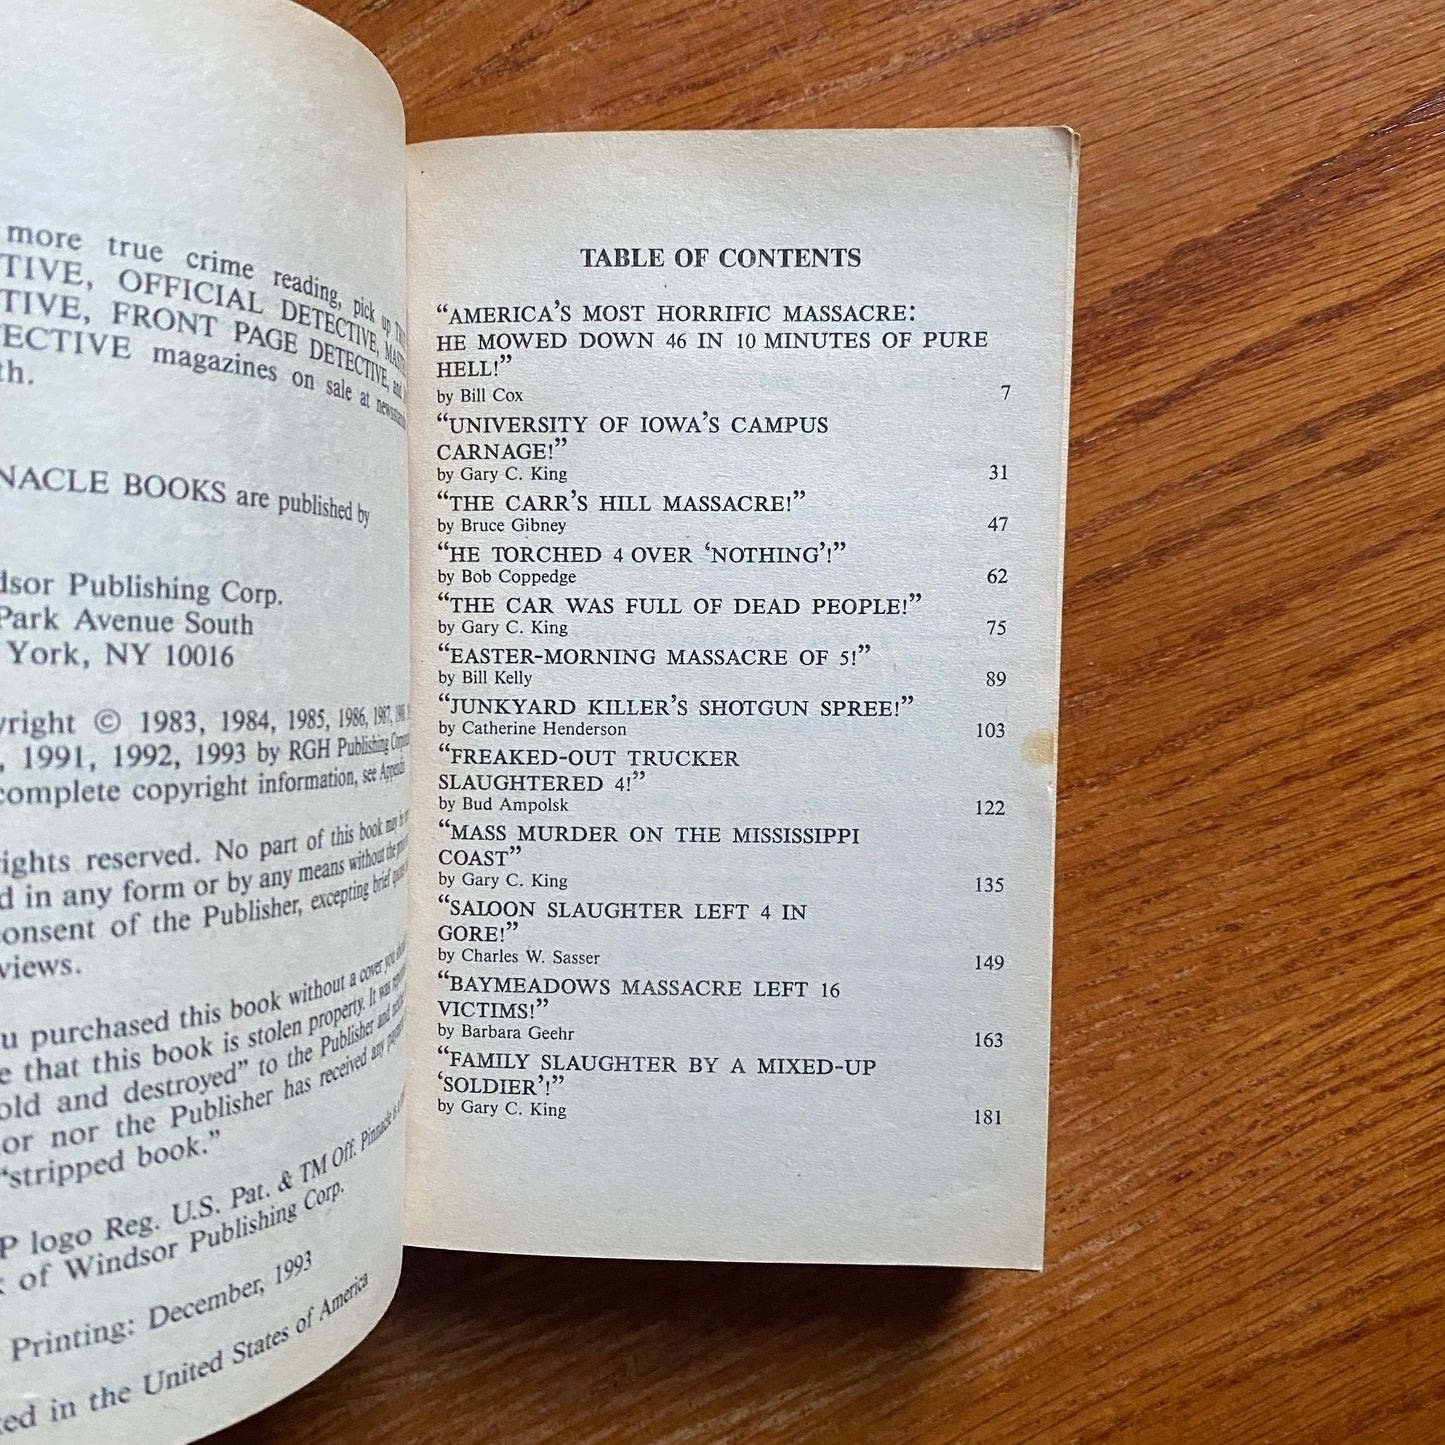 more true crime reading, pick up
TIVE, OFFICIAL DETECTIVE,
TIVE, FRONT PAGE DETECTIVE, and
ECTIVE magazines on sale at
th.
NACLE BOOKS are published by
dsor Publishing Corp.
Park Avenue South
York, NY 10016
yright © 1983, 1984, 1985, 1986, 1987,
, 1991, 1992, 1993 by RGH Publishing
complete copyright information, see
ights reserved. No part of this book may
d in any form or by any means without the
onsent of the Publisher, excepting brief
views.
u purchased this book without a cover you
e that this book is stolen property. It was
old and destroyed” to the Publisher and
or nor the Publisher has received any
“stripped book.”
P logo Reg. U.S. Pat. & TM Off. Pinnacle is
of Windsor Publishing Corp.
Printing: December, 1993
ted in the United States of America
TABLE OF CONTENTS
“AMERICA’S MOST HORRIFIC MASSACRE:
HE MOWED DOWN 46 IN 10 MINUTES OF PURE
HELL!”
by Bill Cox 7
“UNIVERSITY OF IOWA’S CAMPUS
CARNAGE!”
by Gary C. King 31
“THE CARR’S HILL MASSACRE!”
by Bruce Gibney 47
“HE TORCHED 4 OVER ‘NOTHING’!”
by Bob Coppedge 62
“THE CAR WAS FULL OF DEAD PEOPLE!”
by Gary C. King 75
“EASTER-MORNING MASSACRE OF 5!”
by Bill Kelly 89
“JUNKYARD KILLER’S SHOTGUN SPREE!”
by Catherine Henderson 103
“FREAKED-OUT TRUCKER
SLAUGHTERED 4!”
by Bud Ampolsk 122
“MASS MURDER ON THE MISSISSIPPI
COAST”
by Gary C. King 135
“SALOON SLAUGHTER LEFT 4 IN
GORE!”
by Charles W. Sasser 149
“BAYMEADOWS MASSACRE LEFT 16
VICTIMS!”
by Barbara Geehr 163
“FAMILY SLAUGHTER BY A MIXED-UP
‘SOLDIER’!”
by Gary C. King 181